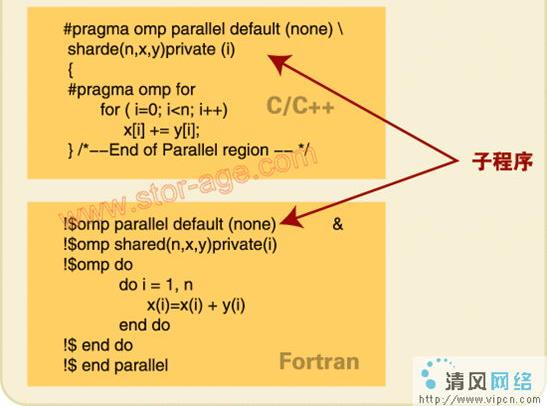 #pragma omp parallel default (none) \
sharde(n,x,y)private (i)
{
#pragma omp for
for ( i=0; i<n; i++)
x[i] += y[i];
} /*--End of Parallel region -- */
C/C++
www.stor-age.com
子程序
!$omp parallel default (none) &
!$omp shared(n,x,y)private(i)
!$omp do
do i = 1, n
x(i)=x(i) + y(i)
end do
!$ end do
!$ end parallel
Fortran
清风网络
http://www.vipcn.com